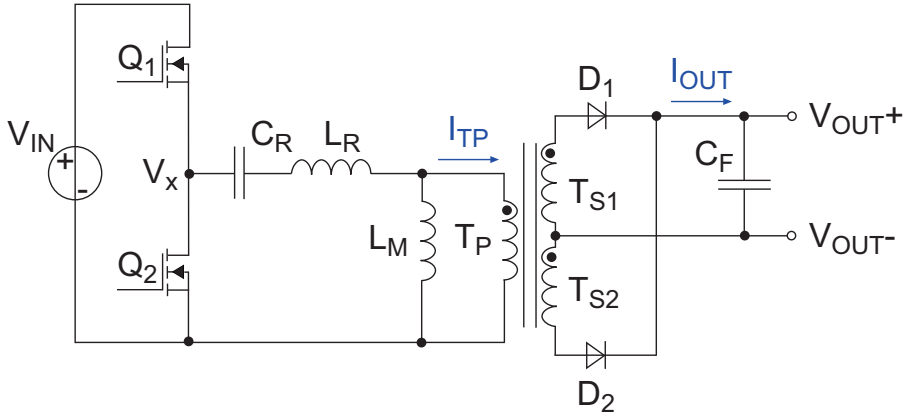 Q1
VIN
+
-
Vx
CR
LR
ITP
LM
TP
Q2
D1
IOUT
VOUT+
CF
TS1
VOUT-
TS2
D2